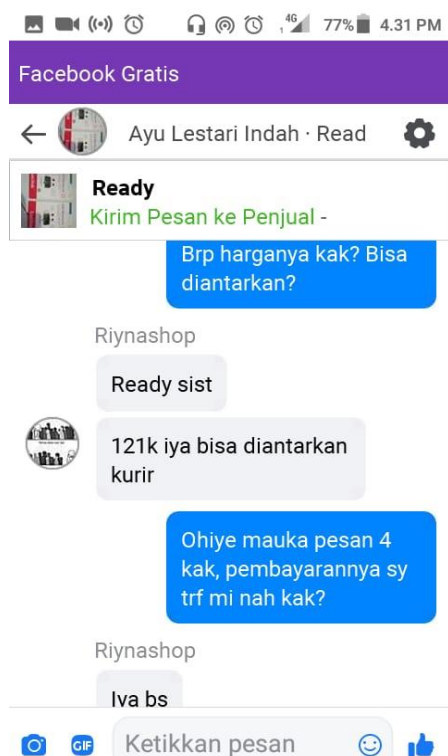 4G 77% 4.31 PM
Facebook Gratis
Ayu Lestari Indah · Read
Ready
Kirim Pesan ke Penjual -
Brp harganya kak? Bisa
diantarkan?
Riynashop
Ready sist
121k iya bisa diantarkan
kurir
Ohiye mauka pesan 4
kak, pembayarannya sy
trf mi nah kak?
Riynashop
Iya bs
GIF Ketikkan pesan